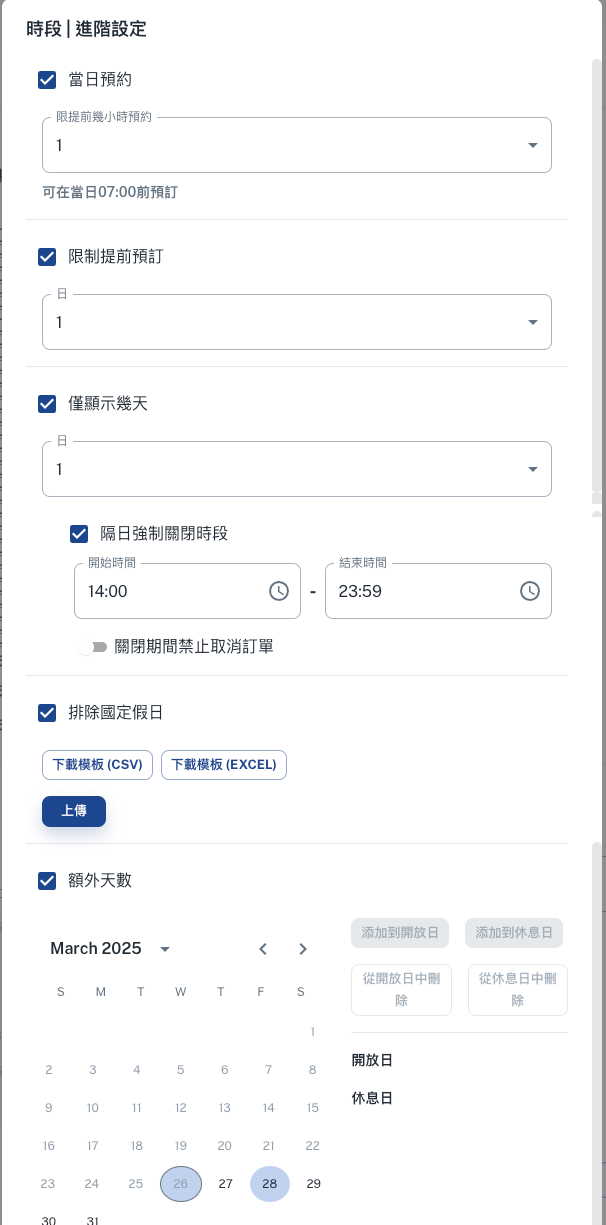 時段 | 進階設定
當日預約
限提前幾小時預約
1
可在當日07:00前預訂
限制提前預訂
日
1
僅顯示幾天
日
1
隔日強制關閉時段
開始時間 結束時間
14:00 - 23:59
關閉期間禁止取消訂單
排除國定假日
下載模板 (CSV) 下載模板 (EXCEL)
上傳
額外天數
March 2025
S M T W T F S
1
2 3 4 5 6 7 8
9 10 11 12 13 14 15
16 17 18 19 20 21 22
23 24 25 26 27 28 29
30 31
添加到開放日 添加到休息日
從開放日中刪 從休息日中刪
除 除
開放日
休息日